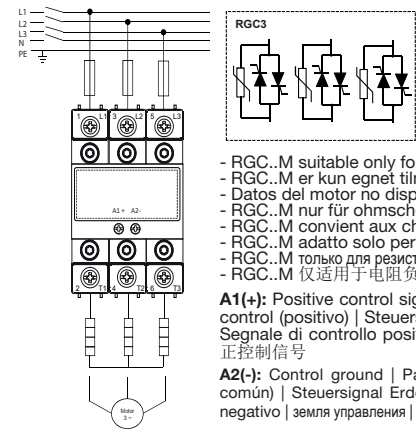 L1
L2
L3
N
PE
1 L1 3 L2 5 L3
A1+ A2-
2 T1 4 T2 6 T3
Motor
3 ~
RGC3
- RGC..M suitable only fo
- RGC..M er kun egnet til
- Datos del motor no disp
- RGC..M nur für ohmsch
- RGC..M convient aux ch
- RGC..M adatto solo per
- RGC..M только для резист
- RGC..M 仅适用于电阻负
A1(+): Positive control sig
control (positivo) | Steuers
Segnale di controllo posit
正控制信号
A2(-): Control ground | Pa
común) | Steuersignal Erd
negativo | земля управления |